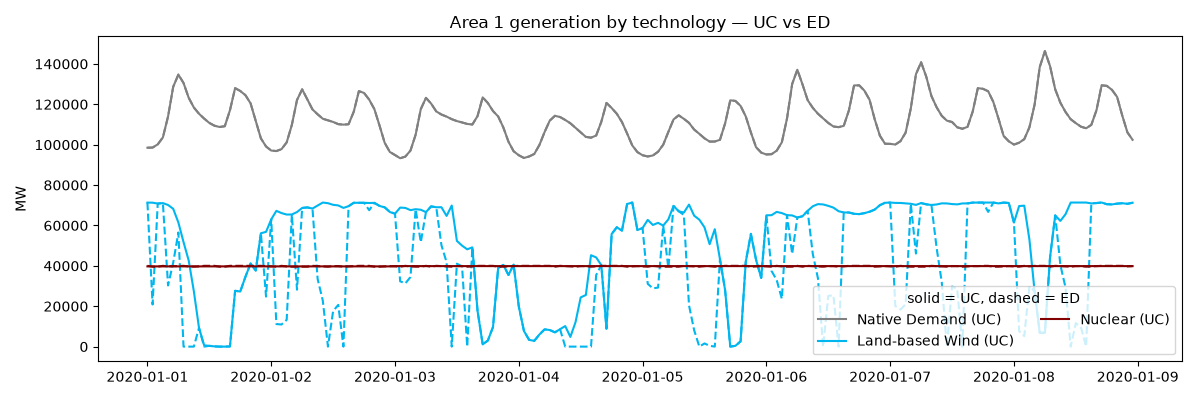 Area 1 generation by technology — UC vs ED
MW
140000
120000
100000
80000
60000
40000
20000
0
solid = UC, dashed = ED
Native Demand (UC)
Land-based Wind (UC)
Nuclear (UC)
2020-01-01
2020-01-02
2020-01-03
2020-01-04
2020-01-05
2020-01-06
2020-01-07
2020-01-08
2020-01-09